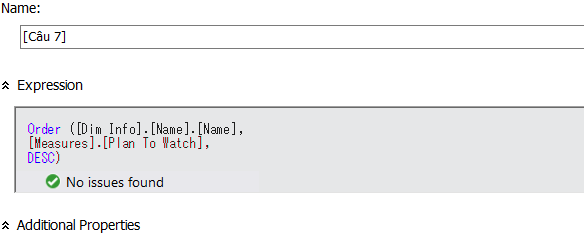 Name:
[Câu 7]
Expression
Order ([Dim Info].[Name].[Name],
[Measures].[Plan To Watch],
DESC)
No issues found
Additional Properties